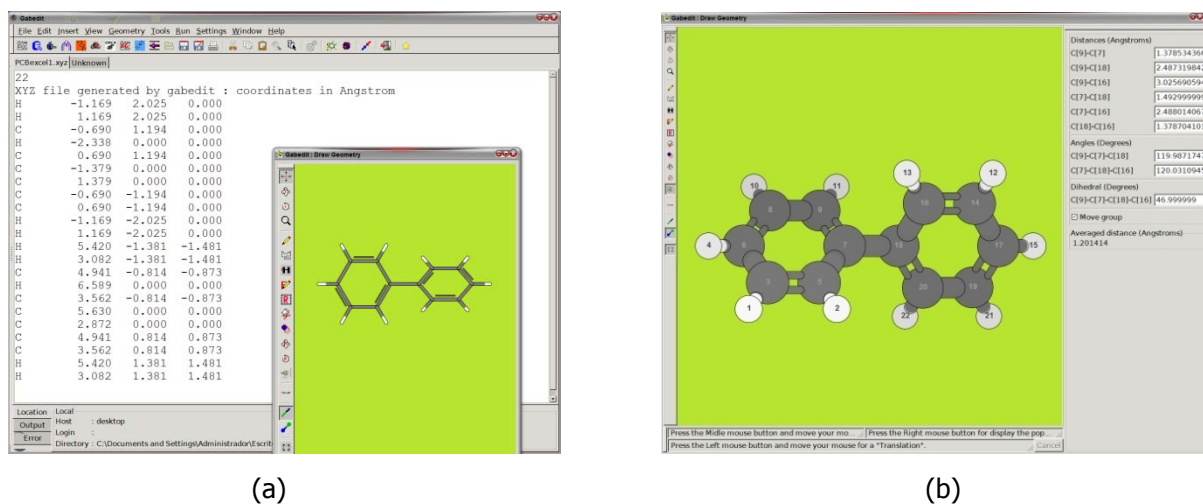 Gabedit
File Edit Insert View Geometry Tools Run Settings Window Help
PCBexcel1.xyz Unknown
22
XYZ file generated by gabedit : coordinates in Angstrom
H -1.169 2.025 0.000
H 1.169 2.025 0.000
C -0.690 1.194 0.000
H -2.338 0.000 0.000
C 0.690 1.194 0.000
C -1.379 0.000 0.000
C 1.379 0.000 0.000
C -0.690 -1.194 0.000
C 0.690 -1.194 0.000
H -1.169 -2.025 0.000
H 1.169 -2.025 0.000
H 5.420 -1.381 -1.481
H 3.082 -1.381 -1.481
C 4.941 -0.814 -0.873
H 6.589 0.000 0.000
C 3.562 -0.814 -0.873
C 5.630 0.000 0.000
C 2.872 0.000 0.000
C 4.941 0.814 0.873
C 3.562 0.814 0.873
H 5.420 1.381 1.481
H 3.082 1.381 1.481
Gabedit : Draw Geometry
Location Local
Output Host : desktop
Login :
Error Directory : C:\Documents and Settings\Administrador\Escrit
(a)
Gabedit : Draw Geometry
Distances (Angstroms)
C[9]-C[7] 1.378534366
C[9]-C[18] 2.487319842
C[9]-C[16] 3.025690594
C[7]-C[18] 1.492999999
C[7]-C[16] 2.488014067
C[18]-C[16] 1.378704101
Angles (Degrees)
C[9]-C[7]-C[18] 119.9871747
C[9]-C[18]-C[16] 120.0310945
Dihedral (Degrees)
C[9]-C[7]-C[18]-C[16] 46.999999
Move group
Averaged distance (Angstroms)
1.201414
13 12
10 11
8 9 16 14
4 6 7 18 17 15
3 5 20 19
1 2 22 21
Press the Midle mouse button and move your mo... Press the Right mouse button for display the pop...
Press the Left mouse button and move your mouse for a "Translation". Cancel
(b)